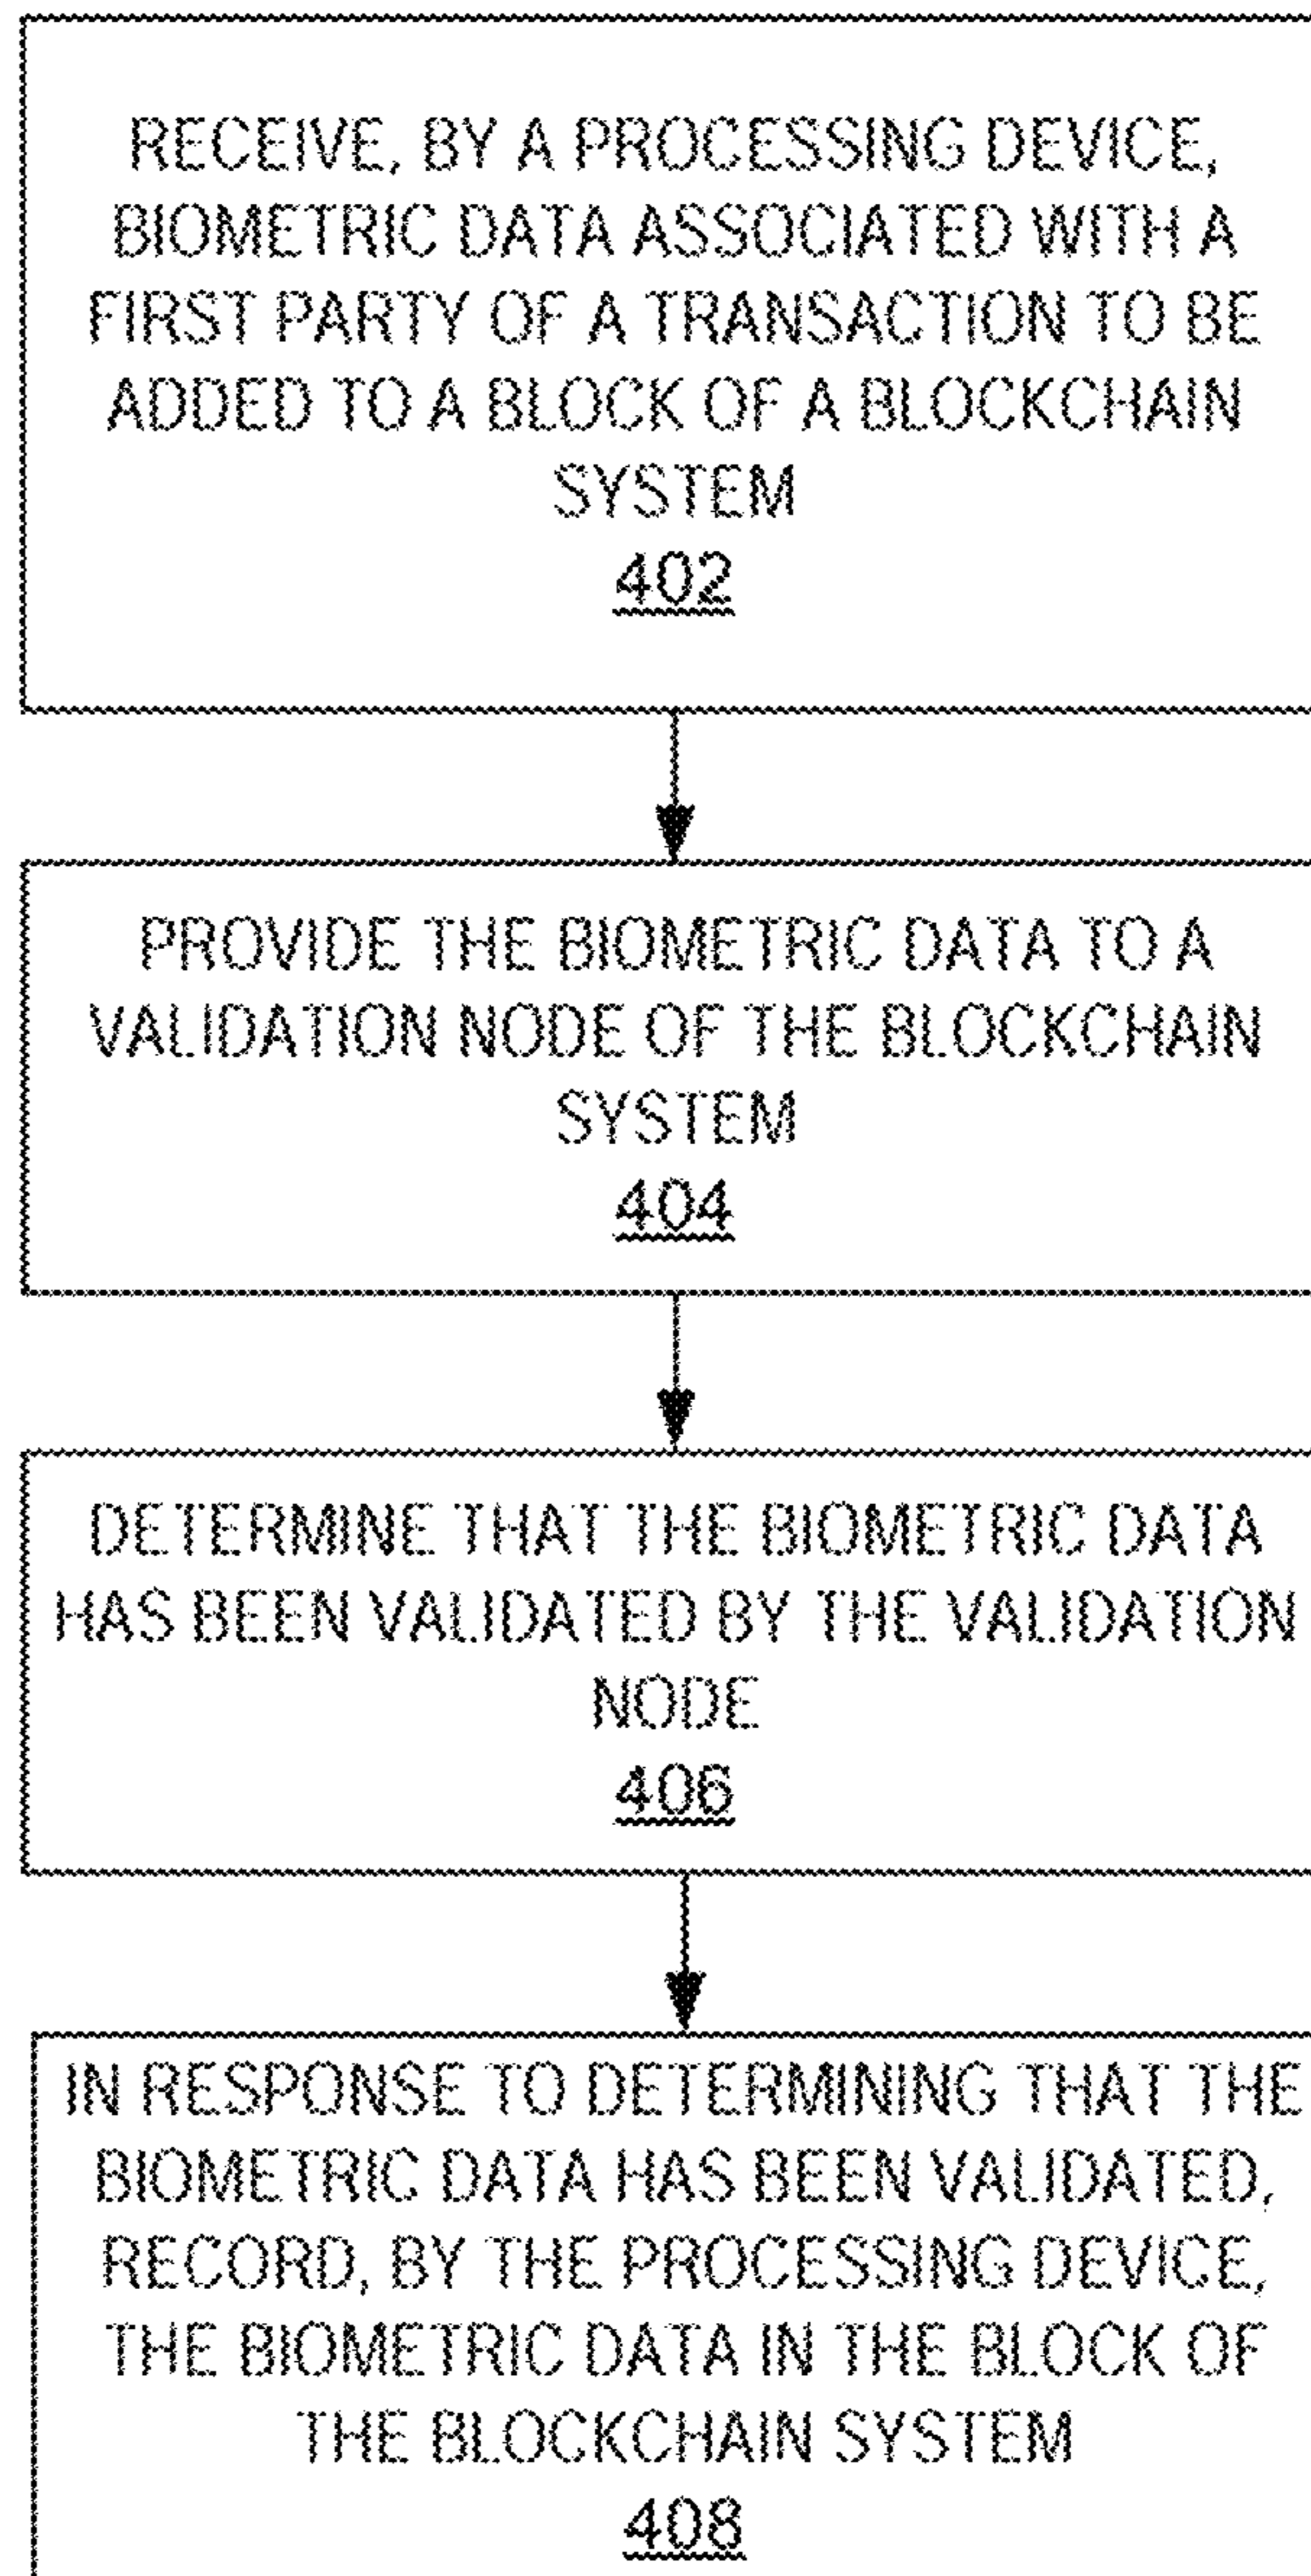 RECEIVE, BY A PROCESSING DEVICE,
BIOMETRIC DATA ASSOCIATED WITH A
FIRST PARTY OF A TRANSACTION TO BE
ADDED TO A BLOCK OF A BLOCKCHAIN
SYSTEM
402
PROVIDE THE BIOMETRIC DATA TO A
VALIDATION NODE OF THE BLOCKCHAIN
SYSTEM
404
DETERMINE THAT THE BIOMETRIC DATA
HAS BEEN VALIDATED BY THE VALIDATION
NODE
406
IN RESPONSE TO DETERMINING THAT THE
BIOMETRIC DATA HAS BEEN VALIDATED,
RECORD, BY THE PROCESSING DEVICE,
THE BIOMETRIC DATA IN THE BLOCK OF
THE BLOCKCHAIN SYSTEM
408